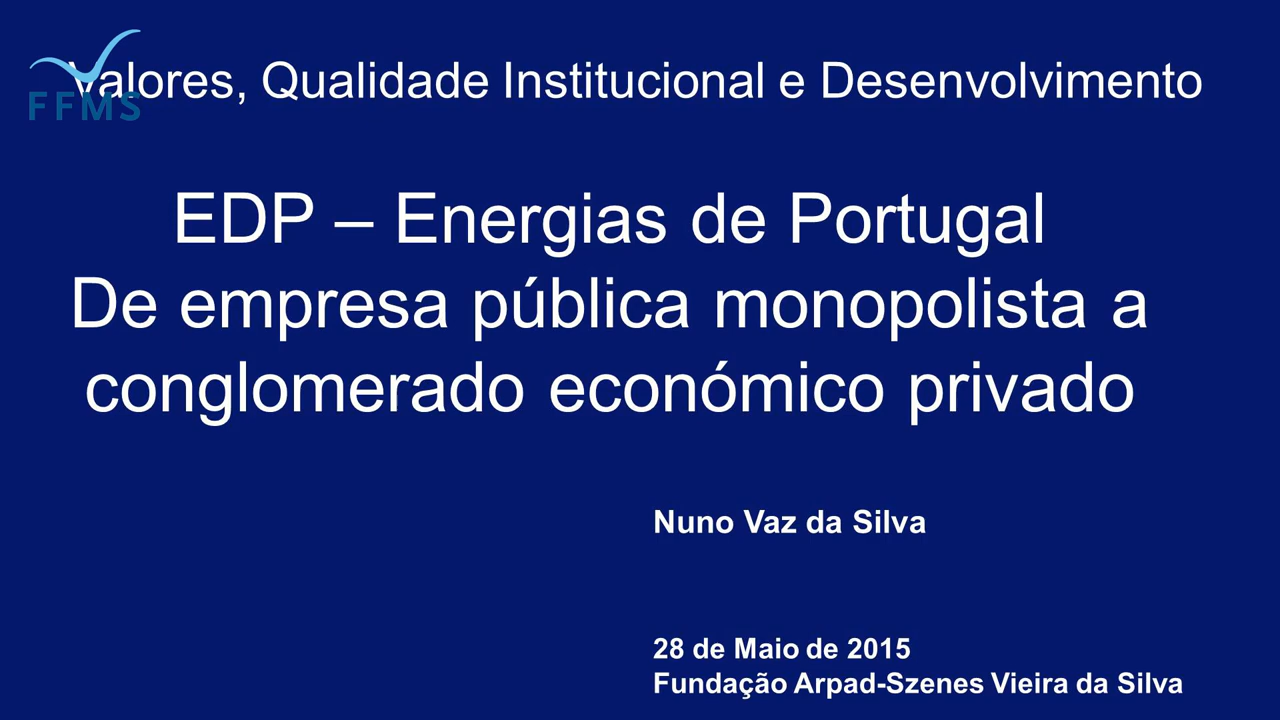 Valores, Qualidade Institucional e Desenvolvimento
FFMS
EDP – Energias de Portugal
De empresa pública monopolista a
conglomerado económico privado
Nuno Vaz da Silva
28 de Maio de 2015
Fundação Arpad-Szenes Vieira da Silva